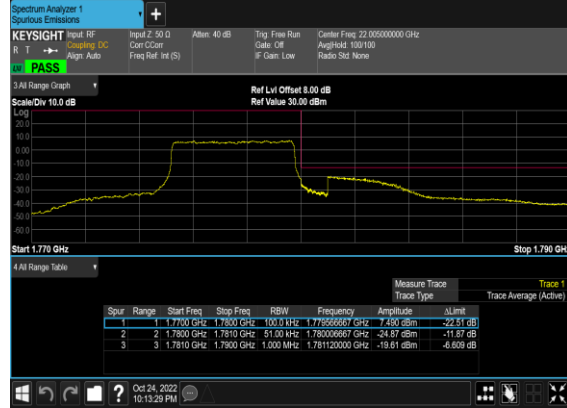 Spectrum Analyzer 1
Spurious Emissions
KEYSIGHT Input: RF Input Z: 50 Ω Atten: 40 dB Trig: Free Run Center Freq: 22.005000000 GHz
R T Coupling: DC Corr CCorr Gate: Off Avg|Hold: 100/100
Align: Auto Freq Ref: Int (S) IF Gain: Low Radio Std: None
LW PASS
3 All Range Graph
Ref Lvl Offset 8.00 dB
Scale/Div 10.0 dB Ref Value 30.00 dBm
Log
20.0
10.0
0.00
-10.0
-20.0
-30.0
-40.0
-50.0
-60.0
Start 1.770 GHz Stop 1.790 GHz
4 All Range Table
Measure Trace Trace 1
Trace Type Trace Average (Active)
Spur Range Start Freq Stop Freq RBW Frequency Amplitude ΔLimit
1 1 1.7700 GHz 1.7800 GHz 100.0 kHz 1.779566667 GHz 7.490 dBm -22.51 dB
2 2 1.7800 GHz 1.7810 GHz 51.00 kHz 1.780006667 GHz -24.87 dBm -11.87 dB
3 3 1.7810 GHz 1.7900 GHz 1.000 MHz 1.781120000 GHz -19.61 dBm -6.609 dB
Oct 24, 2022
10:13:29 PM